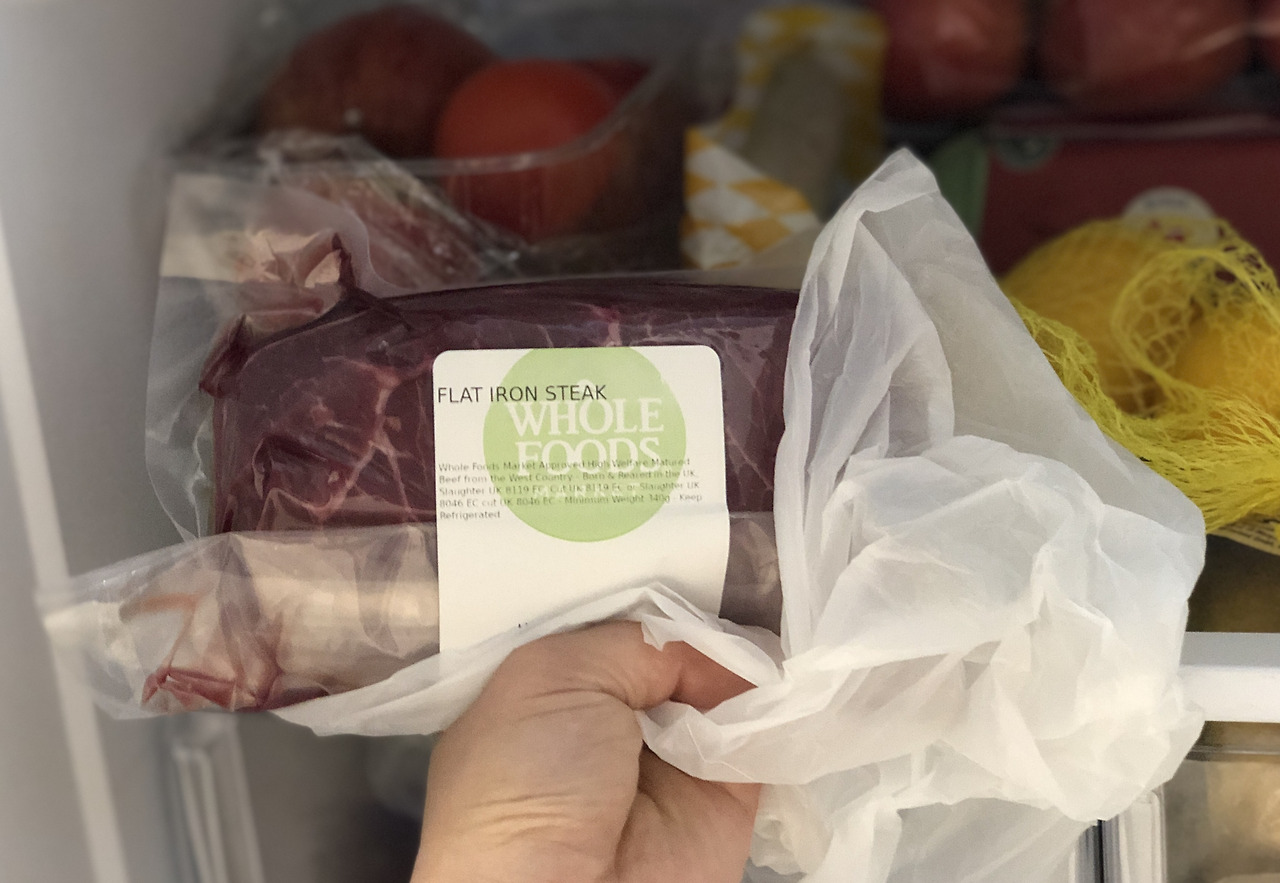 FLAT IRON STEAK
WHOLE
FOODS
Whole Foods Market Approved High Welfare Matured
Beef from the West Country - Born & Reared in the UK,
Slaughter UK 8119 EC cut UK 8119 EC or Slaughter UK
8046 EC cut UK 8046 EC - Minimum Weight 340g - Keep
Refrigerated